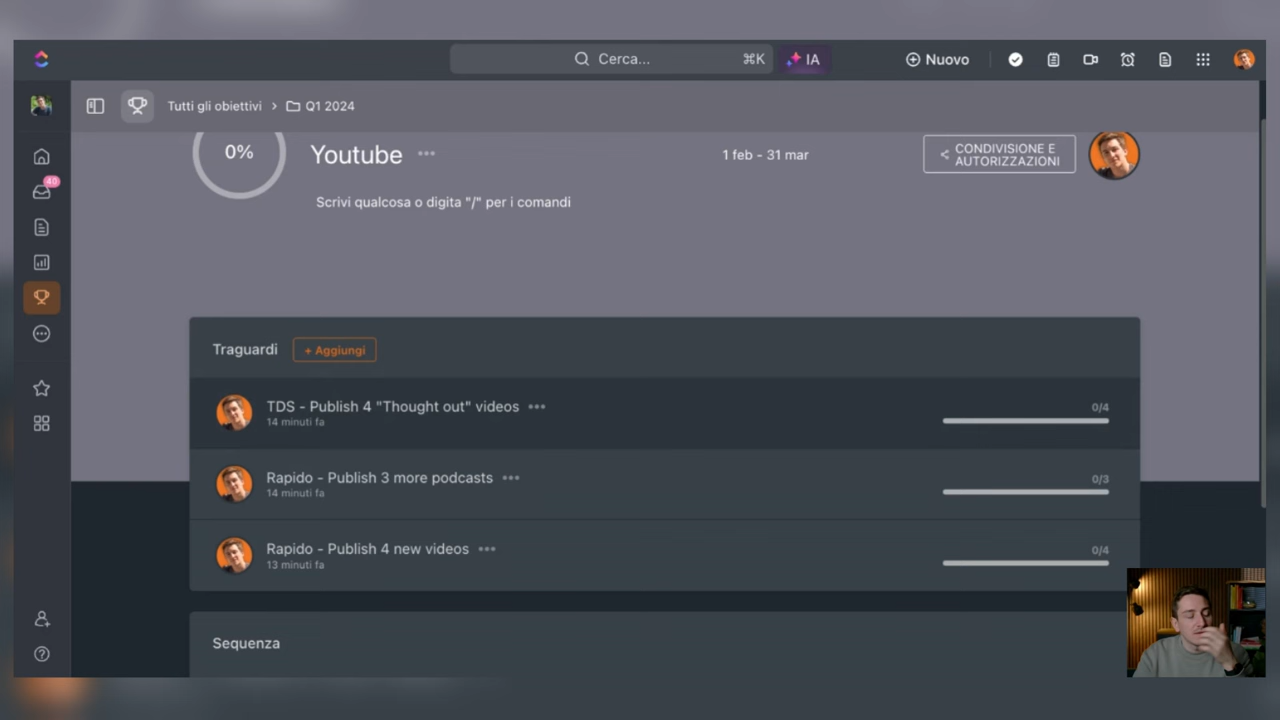 Cerca... ⌘K IA Nuovo
Tutti gli obiettivi > Q1 2024
40
0% Youtube ... 1 feb - 31 mar CONDIVISIONE E
AUTORIZZAZIONI
Scrivi qualcosa o digita "/" per i comandi
Traguardi + Aggiungi
TDS - Publish 4 "Thought out" videos ... 0/4
14 minuti fa
Rapido - Publish 3 more podcasts ... 0/3
14 minuti fa
Rapido - Publish 4 new videos ... 0/4
13 minuti fa
Sequenza